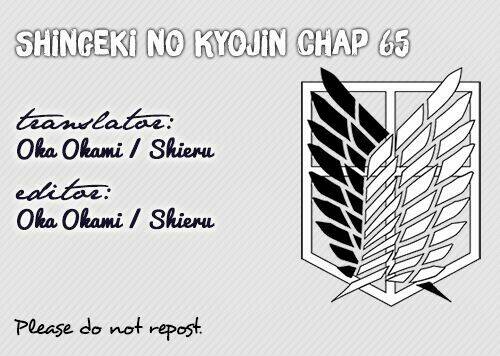 SHINGEKI NO KYOJIN CHAP 65
translator:
Oka Okami / Shieru
editor:
Oka Okami / Shieru
Please do not repost.